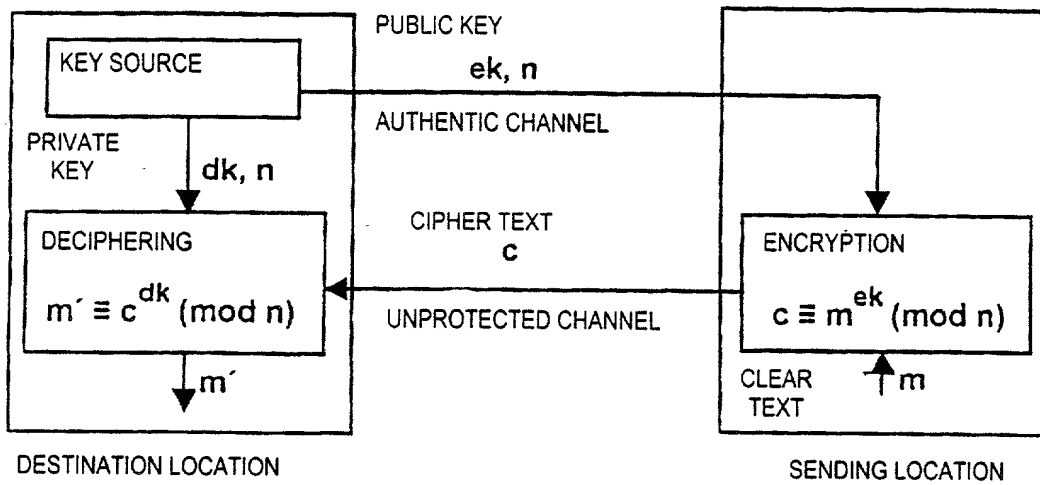 PUBLIC KEY
KEY SOURCE
ek, n
AUTHENTIC CHANNEL
PRIVATE
KEY
dk, n
CIPHER TEXT
c
DECIPHERING
m´ ≡ c^dk (mod n)
ENCRYPTION
c ≡ m^ek (mod n)
UNPROTECTED CHANNEL
m´
CLEAR
TEXT
m
DESTINATION LOCATION
SENDING LOCATION